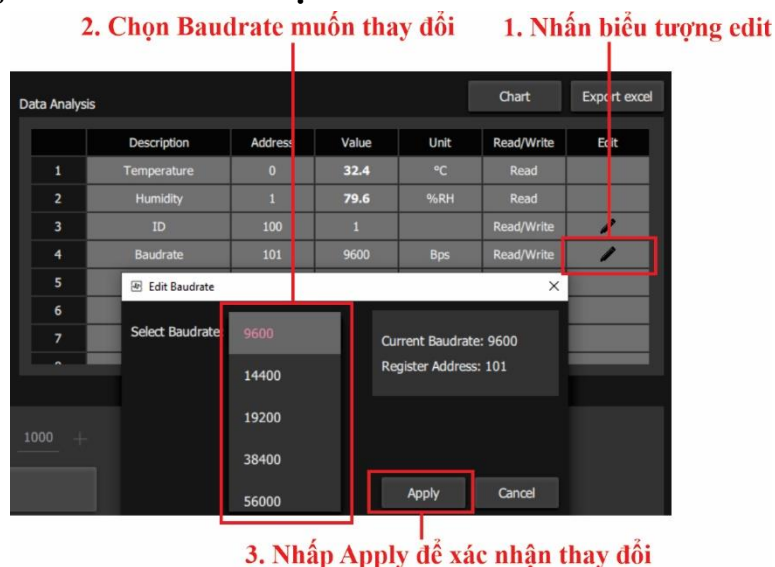 2. Chọn Baudrate muốn thay đổi 1. Nhấn biểu tượng edit
Data Analysis Chart Export excel
Description Address Value Unit Read/Write Edit
1 Temperature 0 32.4 °C Read
2 Humidity 1 79.6 %RH Read
3 ID 100 1 Read/Write
4 Baudrate 101 9600 Bps Read/Write
5 Edit Baudrate
6
7 Select Baudrate 9600 Current Baudrate: 9600
Register Address: 101
14400
19200
1000 +
38400
56000 Apply Cancel
3. Nhấp Apply để xác nhận thay đổi